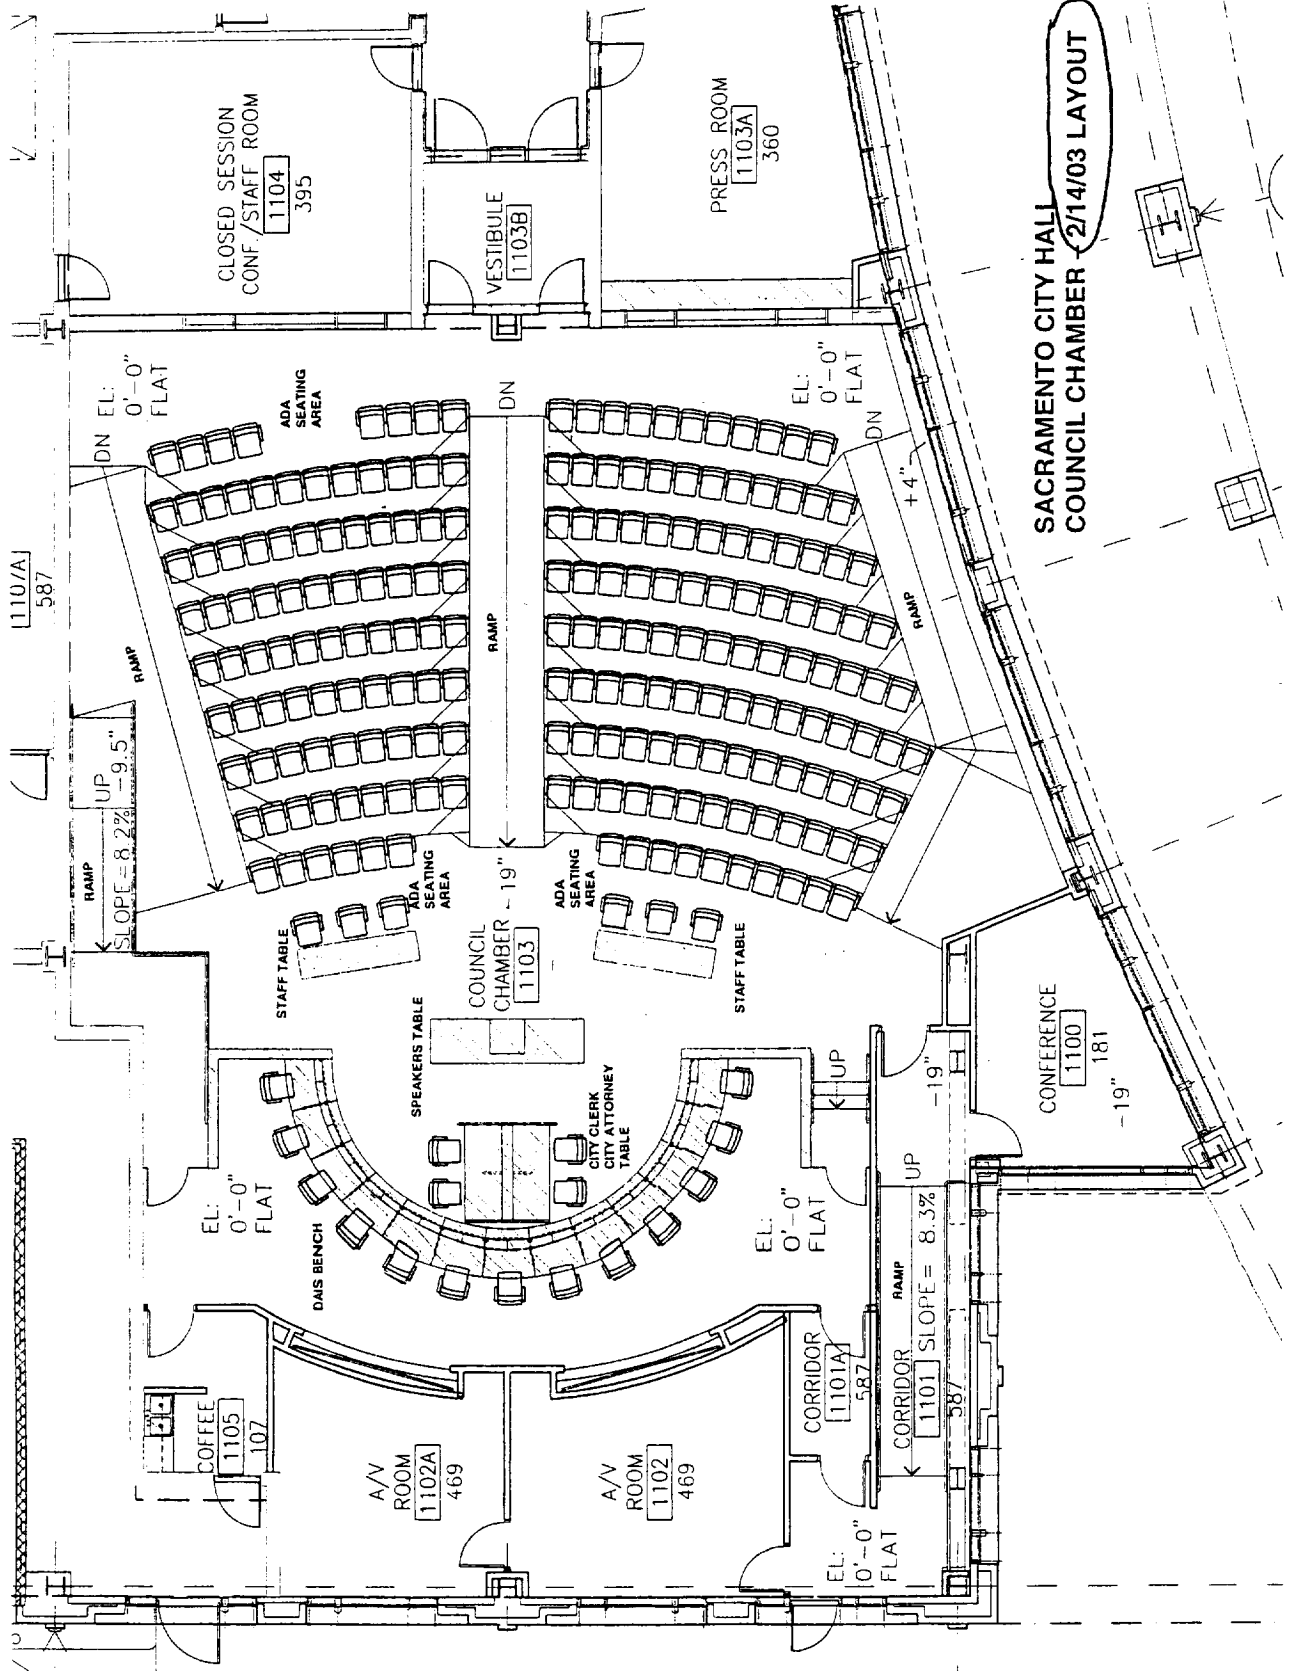 SACRAMENTO CITY HALL
COUNCIL CHAMBER - 2/14/03 LAYOUT
CLOSED SESSION
CONF./STAFF ROOM
1104
395
VESTIBULE
1103B
PRESS ROOM
1103A
360
1107A
587
DN
EL:
0'-0"
FLAT
ADA
SEATING
AREA
DN
EL:
0'-0"
FLAT
DN
+4"
RAMP
RAMP
RAMP
UP
-9.5"
RAMP
SLOPE=8.2%
ADA
SEATING
AREA
ADA
SEATING
AREA
STAFF TABLE
COUNCIL
CHAMBER -19"
1103
STAFF TABLE
SPEAKERS TABLE
CITY CLERK
CITY ATTORNEY
TABLE
UP
-19"
CONFERENCE
1100
181
-19"
EL:
0'-0"
FLAT
DAIS BENCH
EL:
0'-0"
FLAT
UP
RAMP
SLOPE= 8.3%
CORRIDOR
1101
587
CORRIDOR
1101A
587
COFFEE
1105
107
A/V
ROOM
1102A
469
A/V
ROOM
1102
469
EL:
0'-0"
FLAT